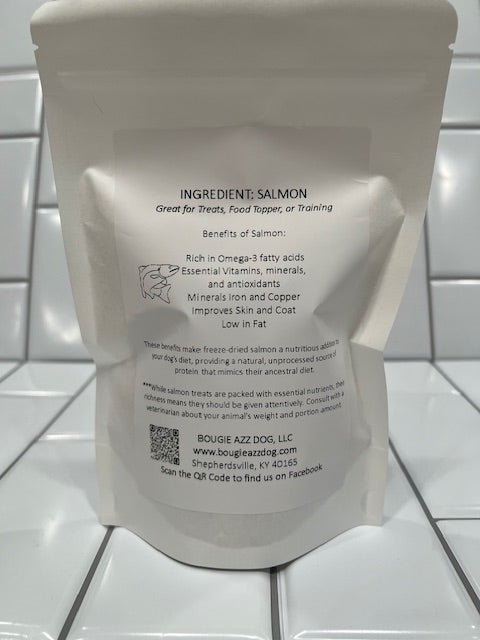 INGREDIENT: SALMON
Great for Treats, Food Topper, or Training
Benefits of Salmon:
Rich in Omega-3 fatty acids
Essential Vitamins, minerals,
and antioxidants
Minerals Iron and Copper
Improves Skin and Coat
Low in Fat
These benefits make freeze-dried salmon a nutritious addition to
your dog's diet, providing a natural, unprocessed source of
protein that mimics their ancestral diet.
***While salmon treats are packed with essential nutrients, their
richness means they should be given attentively. Consult with a
veterinarian about your animal's weight and portion amount.
BOUGIE AZZ DOG, LLC
www.bougieazzdog.com
Shepherdsville, KY 40165
Scan the QR Code to find us on Facebook